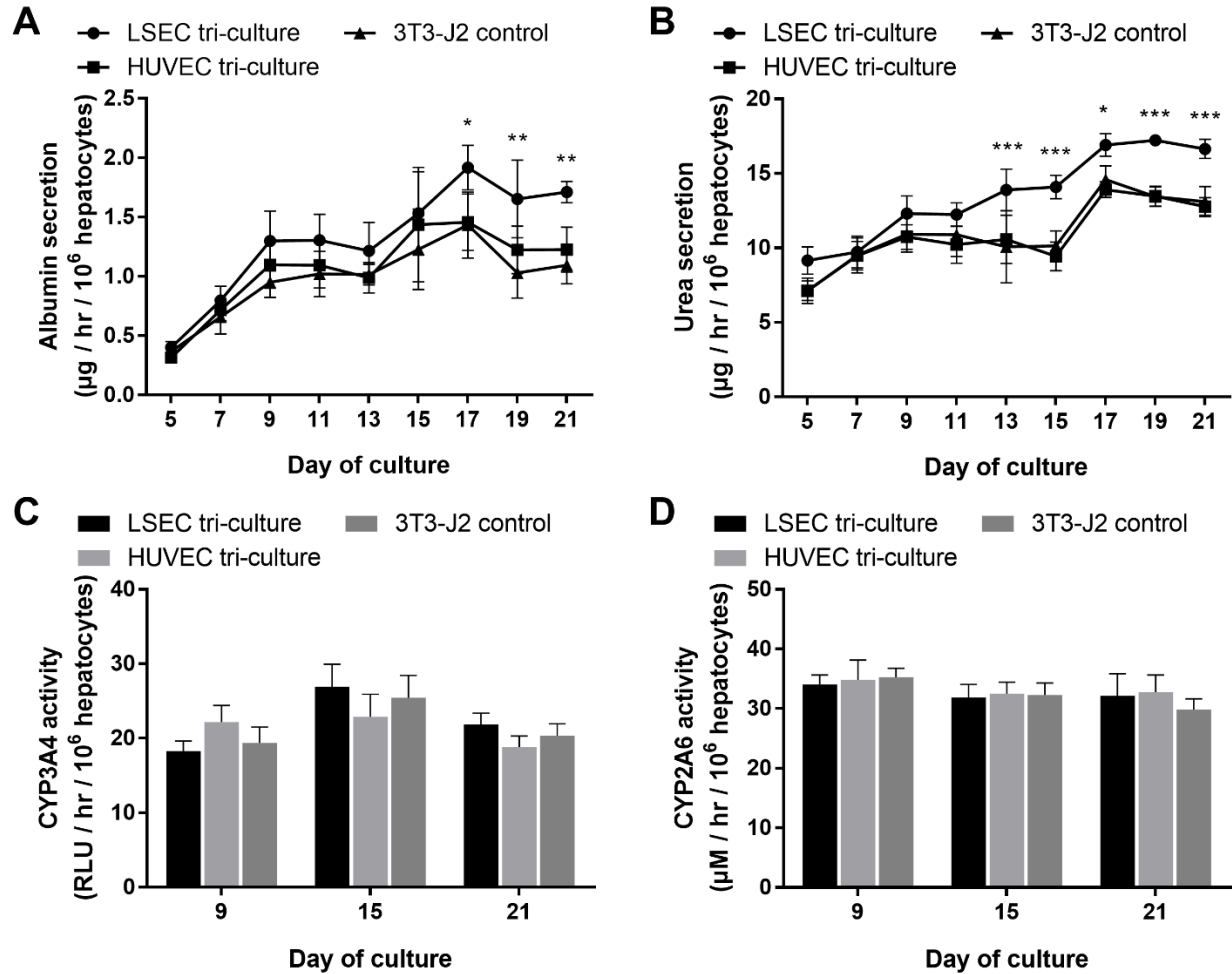 A
LSEC tri-culture
3T3-J2 control
HUVEC tri-culture
Albumin secretion
(µg / hr / 10⁶ hepatocytes)
2.5
2.0
1.5
1.0
0.5
0.0
*
**
**
5 7 9 11 13 15 17 19 21
Day of culture
B
LSEC tri-culture
3T3-J2 control
HUVEC tri-culture
Urea secretion
(µg / hr / 10⁶ hepatocytes)
20
15
10
5
0
***
***
*
***
***
5 7 9 11 13 15 17 19 21
Day of culture
C
LSEC tri-culture
3T3-J2 control
HUVEC tri-culture
CYP3A4 activity
(RLU / hr / 10⁶ hepatocytes)
40
30
20
10
0
9 15 21
Day of culture
D
LSEC tri-culture
3T3-J2 control
HUVEC tri-culture
CYP2A6 activity
(µM / hr / 10⁶ hepatocytes)
50
40
30
20
10
0
9 15 21
Day of culture